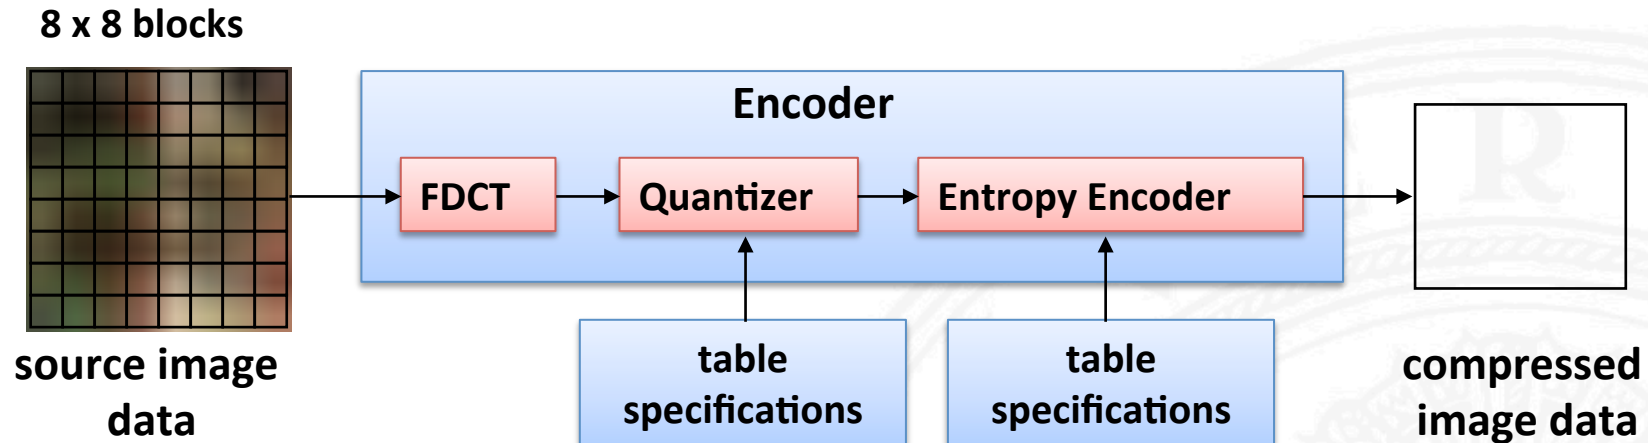 8 x 8 blocks
Encoder
FDCT
Quantizer
Entropy Encoder
R
source image
data
table
specifications
table
specifications
compressed
image data